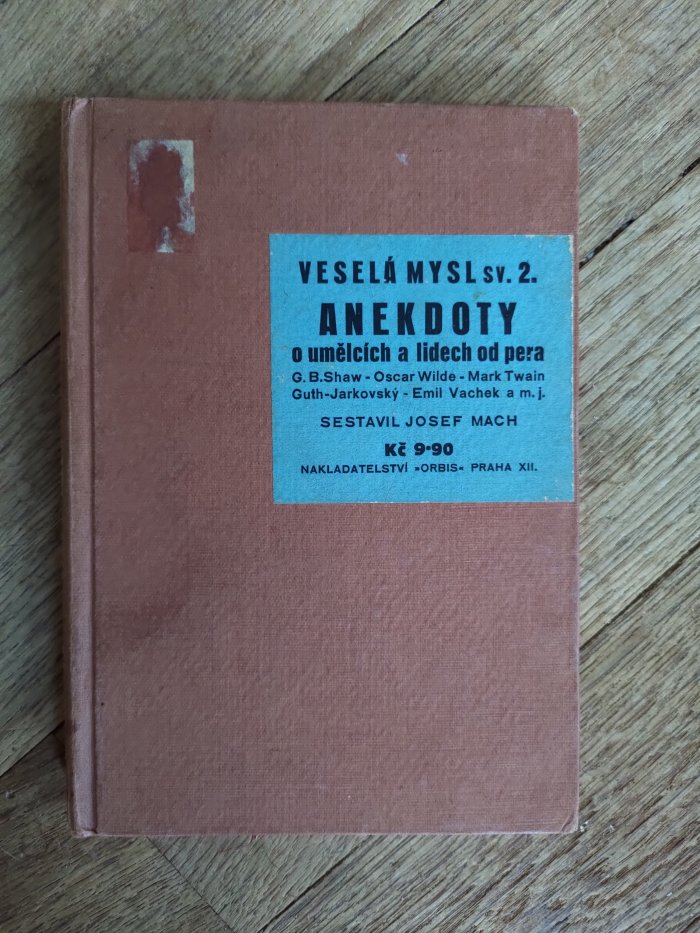 VESELÁ MYSL sv. 2.
ANEKDOTY
o umělcích a lidech od pera
G. B. Shaw - Oscar Wilde - Mark Twain
Guth-Jarkovský - Emil Vachek a m. j.
SESTAVIL JOSEF MACH
Kč 9·90
NAKLADATELSTVÍ »ORBIS« PRAHA XII.